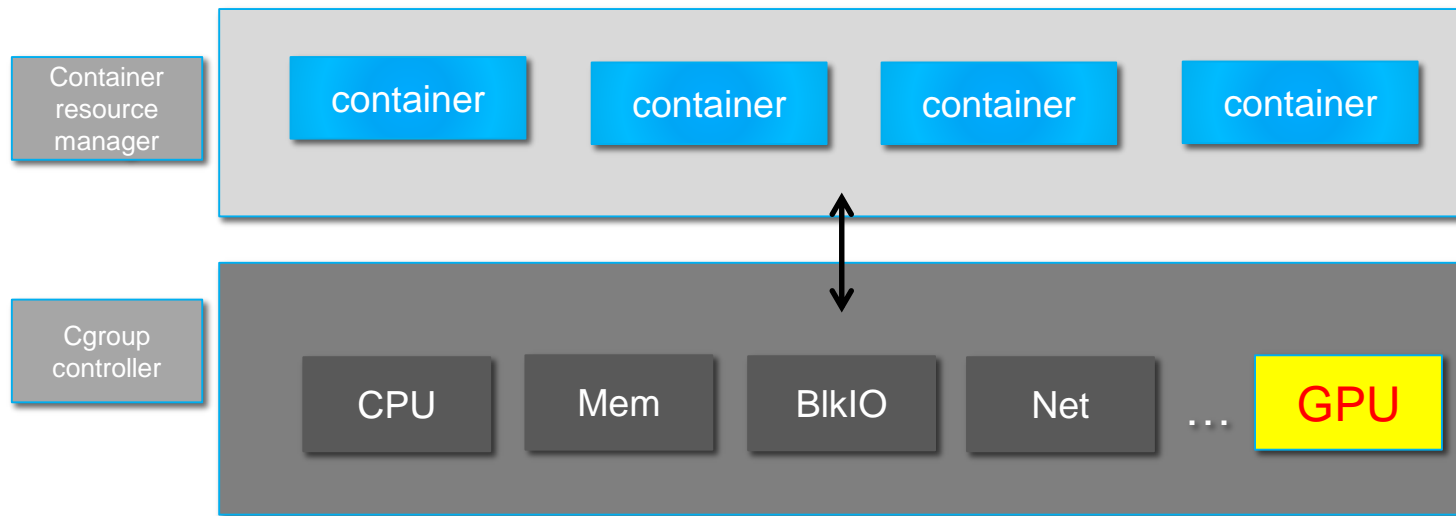 Container
resource
manager
container
container
container
container
Cgroup
controller
CPU
Mem
BlkIO
Net
...
GPU